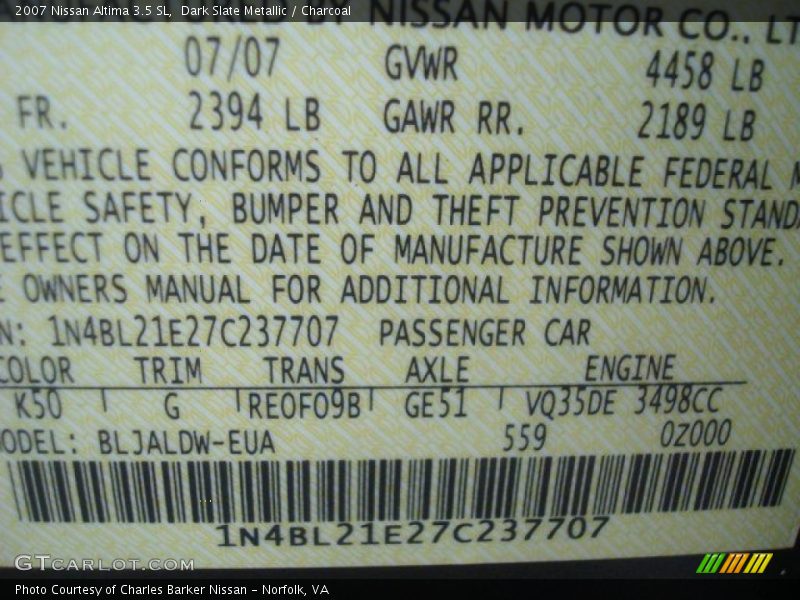 2007 Nissan Altima 3.5 SL,  Dark Slate Metallic / Charcoal
NISSAN MOTOR CO.,
07/07 GVWR 4458 LB
FR. 2394 LB GAWR RR. 2189 LB
VEHICLE CONFORMS TO ALL APPLICABLE FEDERAL
SAFETY, BUMPER AND THEFT PREVENTION
EFFECT ON THE DATE OF MANUFACTURE SHOWN ABOVE.
OWNERS MANUAL FOR ADDITIONAL INFORMATION.
N: 1N4BL21E27C237707 PASSENGER CAR
COLOR TRIM TRANS AXLE ENGINE
K50 G RE0F09B GE51 VQ35DE 3498CC
ODEL: BLJALDW-EUA 559 0Z000
1N4BL21E27C237707
GTCARLOT.COM
Photo Courtesy of Charles Barker Nissan - Norfolk, VA